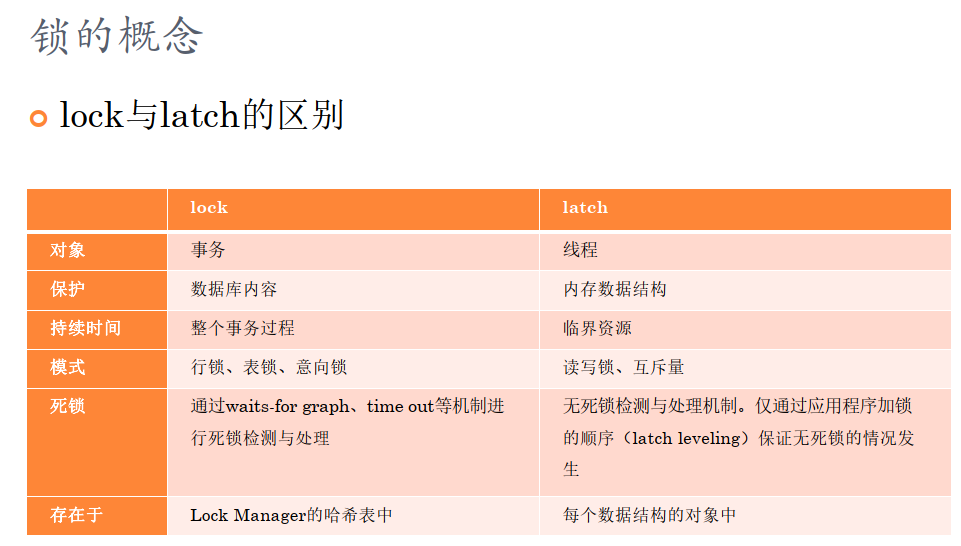 锁的概念
lock与latch的区别
lock latch
对象 事务 线程
保护 数据库内容 内存数据结构
持续时间 整个事务过程 临界资源
模式 行锁、表锁、意向锁 读写锁、互斥量
死锁 通过waits-for graph、time out等机制进 无死锁检测与处理机制。仅通过应用程序加锁
行死锁检测与处理 的顺序（latch leveling）保证无死锁的情况发
生
存在于 Lock Manager的哈希表中 每个数据结构的对象中